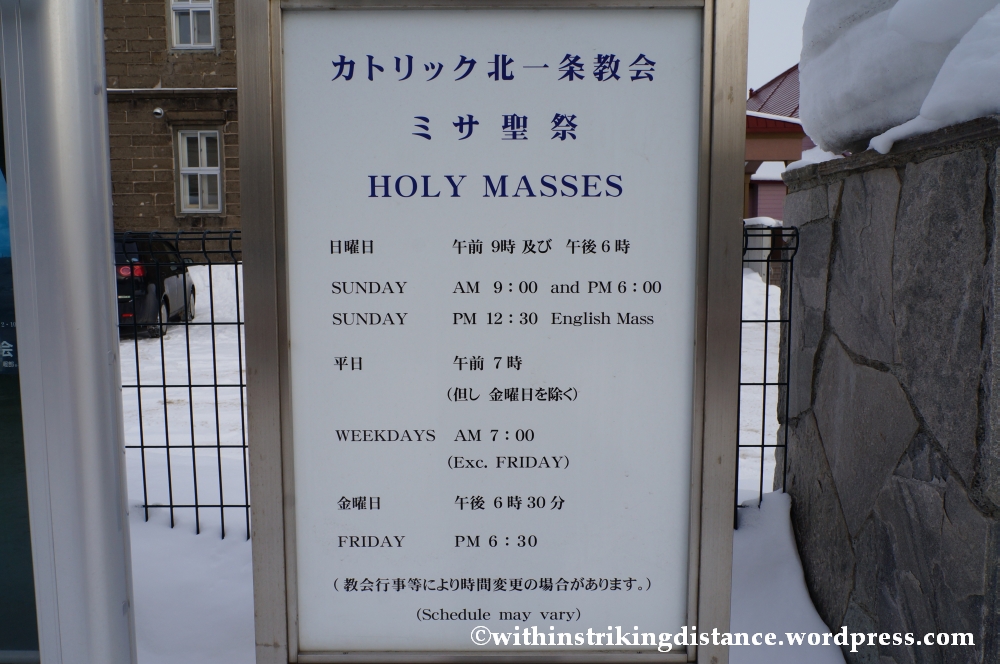 カトリック北一条教会
ミサ聖祭
HOLY MASSES
日曜日 午前 9時 及び 午後 6 時
SUNDAY AM 9：00 and PM 6：00
SUNDAY PM 12：30 English Mass
平日 午前 7 時
（但し 金曜日を除く）
WEEKDAYS AM 7：00
(Exc. FRIDAY)
金曜日 午後 6 時 30 分
FRIDAY PM 6：30
（ 教会行事等により時間変更の場合があります。）
(Schedule may vary)
©withinstrikingdistance.wordpress.com